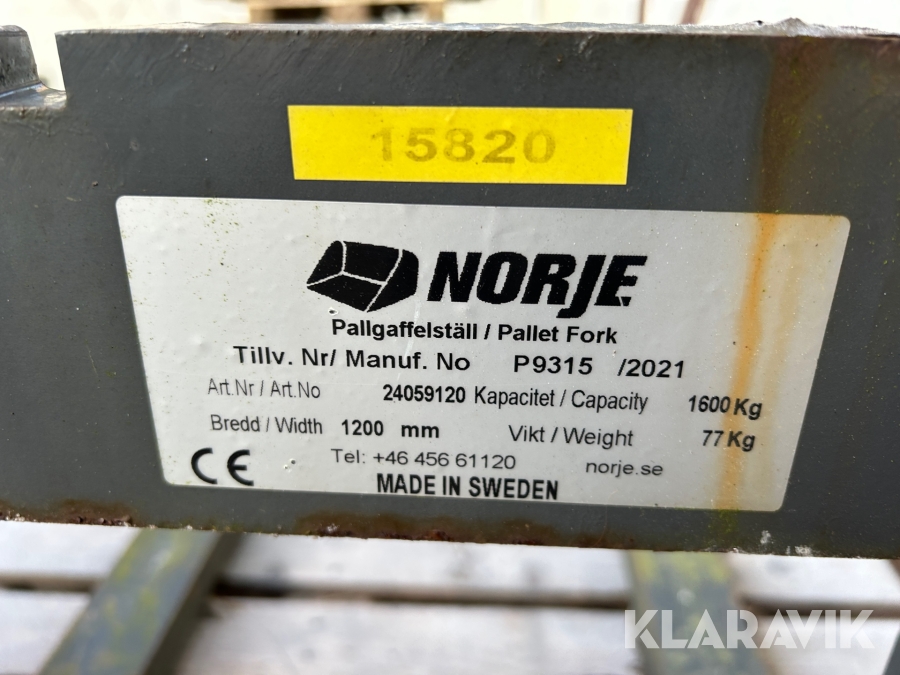 15820
NORJE
Pallgaffelställ / Pallet Fork
Tillv. Nr/ Manuf. No P9315 /2021
Art.Nr / Art.No 24059120 Kapacitet / Capacity 1600 Kg
Bredd / Width 1200 mm Vikt / Weight 77 Kg
Tel: +46 456 61120 norje.se
CE MADE IN SWEDEN
KLARAVIK